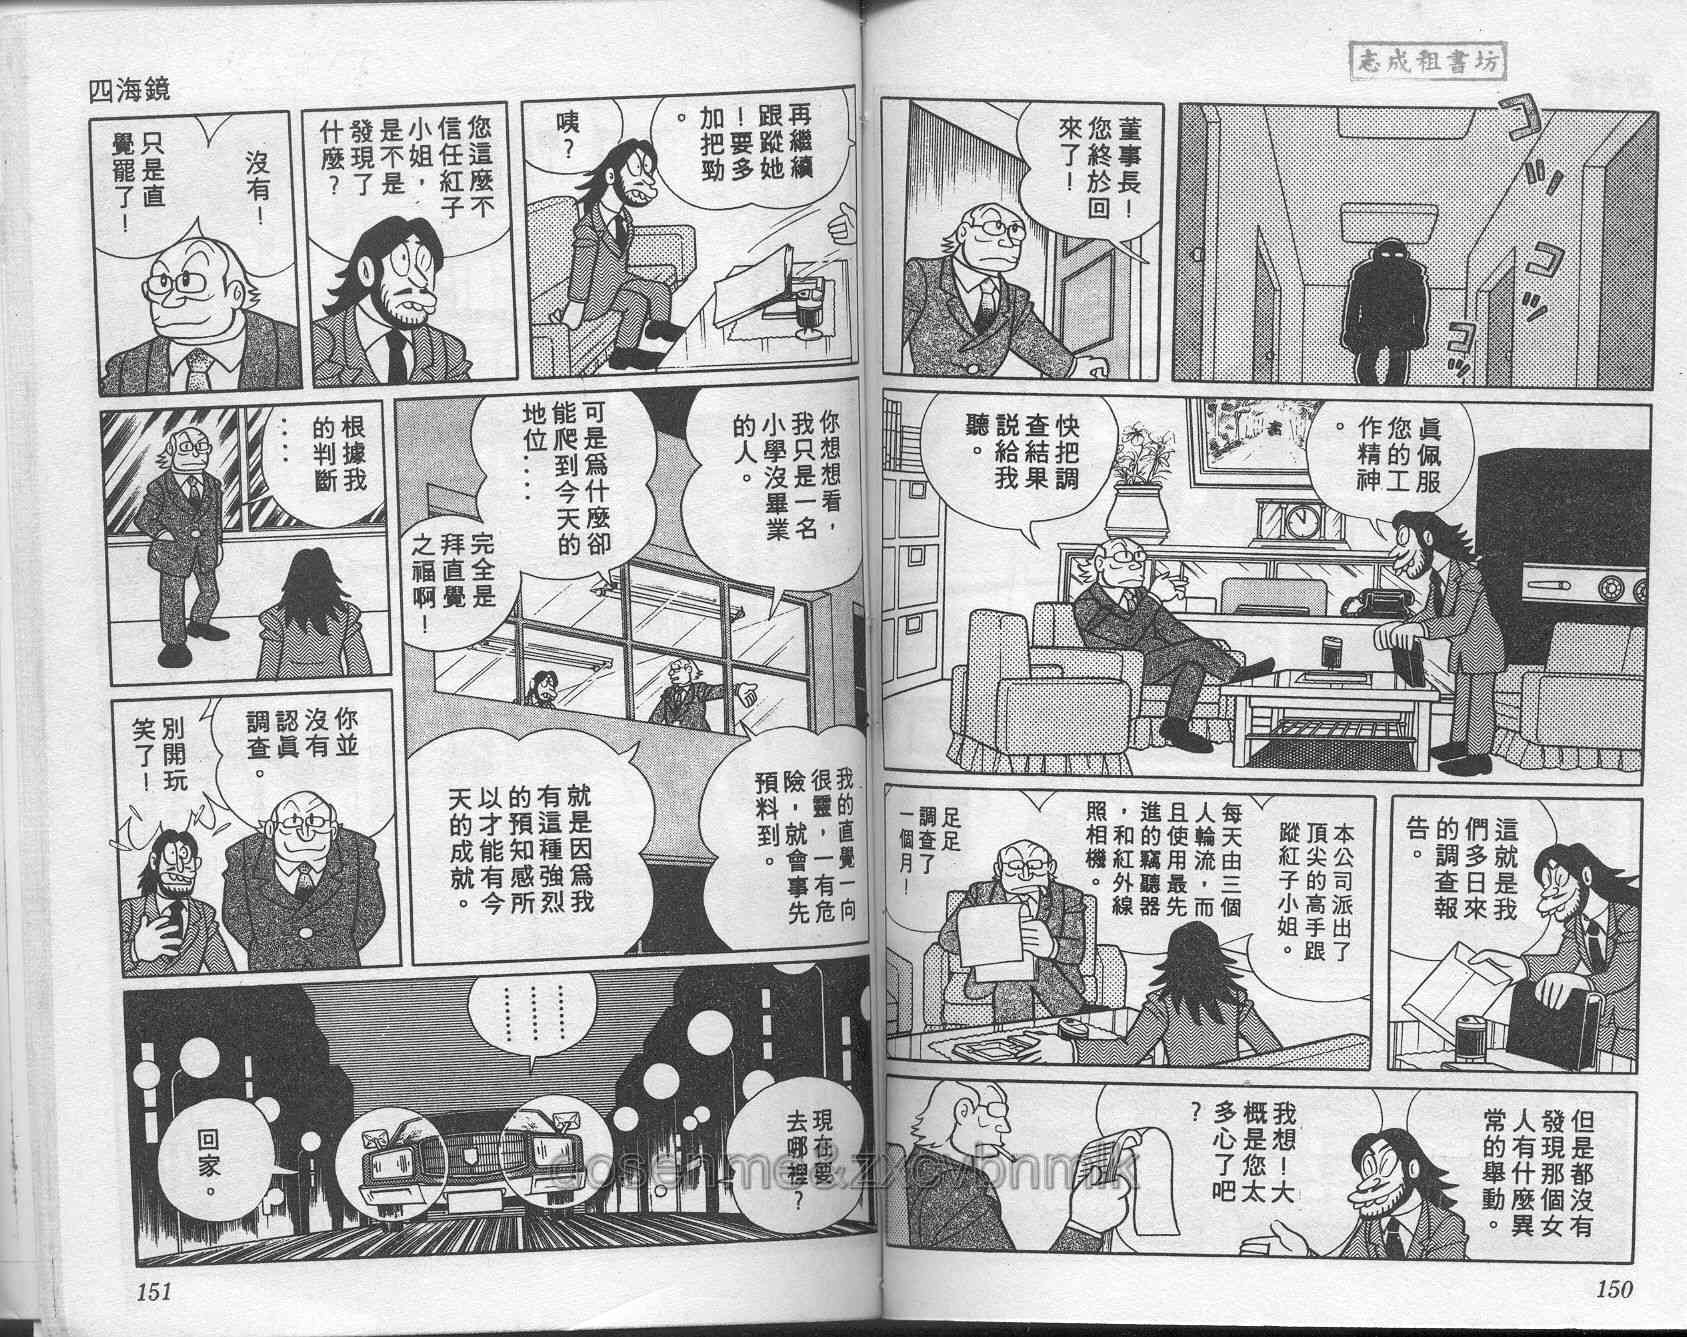 志成租書坊
コ
コ
コ
董事長！
您終於回
來了！
真佩服
您的工
作精神
。
快把調
查結果
説給我
聽。
這就是我
們多日來
的調查報
告。
本公司派出了
頂尖的高手跟
蹤紅子小姐。
每天由三個
人輪流，而
且使用最先
進的竊聽器
，和紅外線
照相機。
足足
調查了
一個月！
但是都沒有
發現那個女
人有什麼異
常的舉動。
我想！大
概是您太
多心了吧
？
150
四海鏡
再繼續
跟蹤她
！要多
加把勁
。
咦？
您這麼不
信任紅子
小姐，
是不是
發現了
什麼？
沒有！
只是直
覺罷了！
你想想看，
我只是一名
小學沒畢業
的人。
可是為什麼卻
能爬到今天的
地位‥‥
完全是
拜直覺
之福啊！
我的直覺一向
很靈，一有危
險，就會事先
預料到。
就是因為我
有這種強烈
的預知感所
以才能有今
天的成就。
根據我
的判斷
‥‥
你並
沒有
認真
調查。
別開玩
笑了！
………
………
………
現在要
去哪裡？
回家。
151
cosenme&zxcvbnmlk